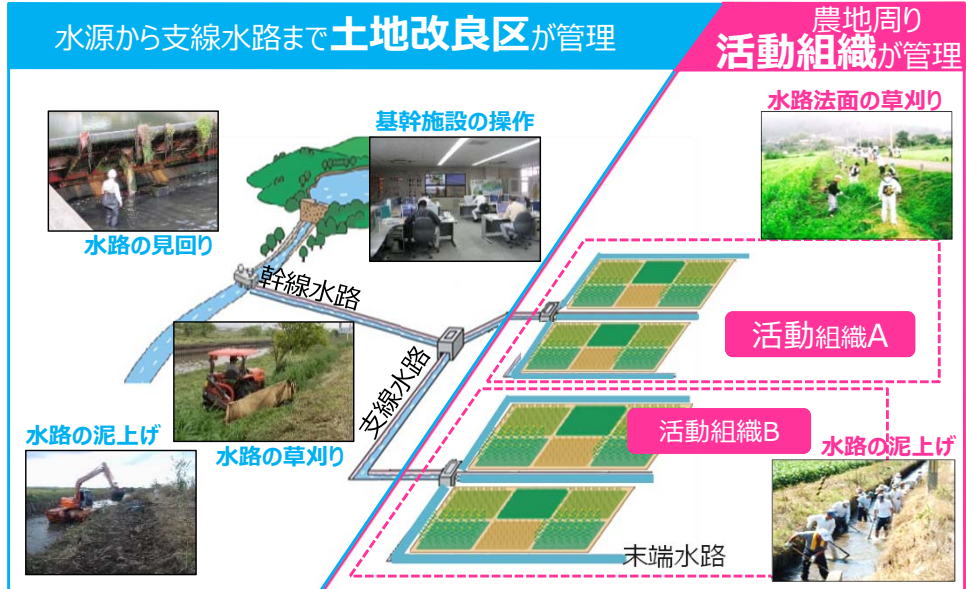 水源から支線水路まで土地改良区が管理
農地周り
活動組織が管理
水路法面の草刈り
基幹施設の操作
水路の見回り
幹線水路
活動組織A
支線水路
活動組織B
水路の泥上げ
水路の草刈り
水路の泥上げ
末端水路